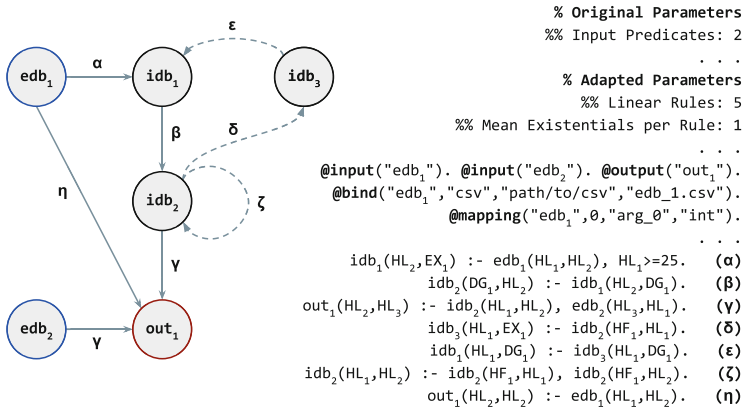 edb₁
α
idb₁
ε
idb₃
β
δ
η
idb₂
ζ
γ
edb₂
γ
out₁
% Original Parameters
%% Input Predicates: 2
. . .
% Adapted Parameters
%% Linear Rules: 5
%% Mean Existentials per Rule: 1
. . .
@input("edb₁"). @input("edb₂"). @output("out₁").
@bind("edb₁","csv","path/to/csv","edb_1.csv").
@mapping("edb₁",0,"arg_0","int").
. . .
idb₁(HL₂,EX₁) :- edb₁(HL₁,HL₂), HL₁>=25. (α)
idb₂(DG₁,HL₂) :- idb₁(HL₂,DG₁). (β)
out₁(HL₂,HL₃) :- idb₂(HL₁,HL₂), edb₂(HL₃,HL₁). (γ)
idb₃(HL₁,EX₁) :- idb₂(HF₁,HL₁). (δ)
idb₁(HL₁,DG₁) :- idb₃(HL₁,DG₁). (ε)
idb₂(HL₁,HL₂) :- idb₂(HF₁,HL₁), idb₂(HF₁,HL₂). (ζ)
out₁(HL₂,HL₂) :- edb₁(HL₁,HL₂). (η)